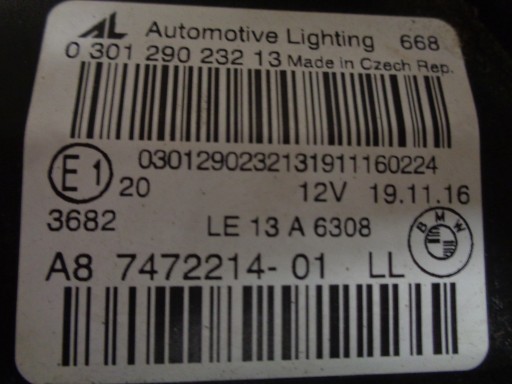 AL Automotive Lighting 668
0 301 290 232 13 Made in Czech Rep.
0301290232131911160224
E1 20 12V 19.11.16
3682 LE 13 A 6308 BMW
A8 7472214-01 LL